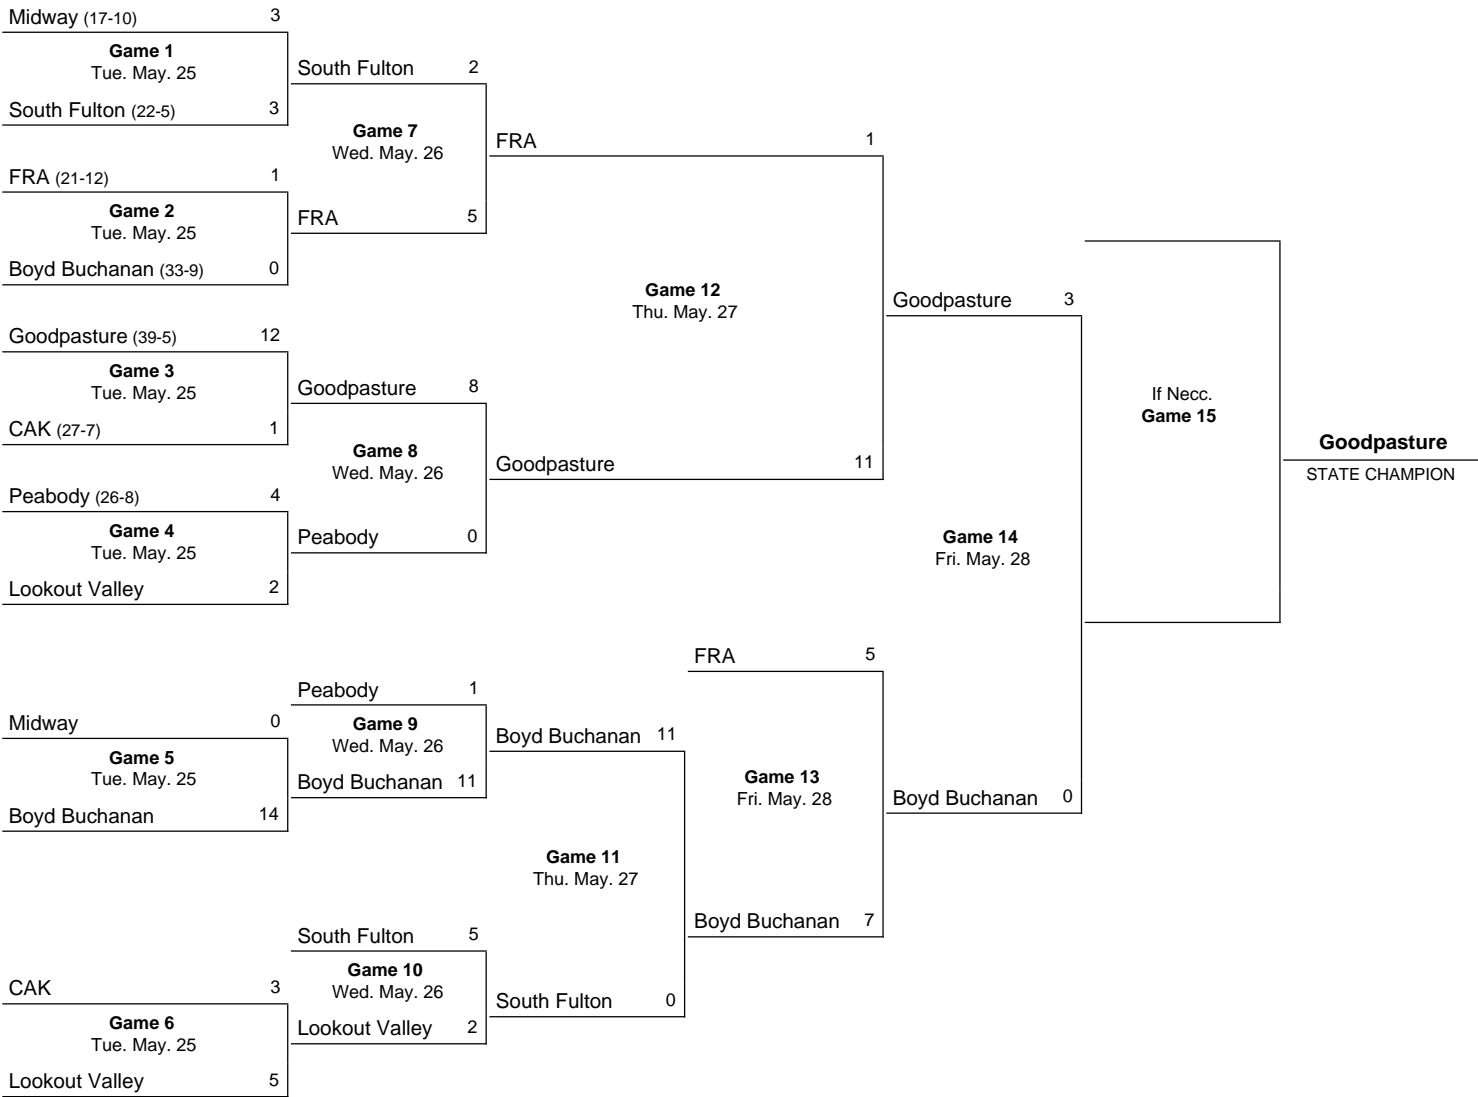 Midway (17-10) 3
Game 1
Tue. May. 25
South Fulton (22-5) 3
FRA (21-12) 1
Game 2
Tue. May. 25
Boyd Buchanan (33-9) 0
Goodpasture (39-5) 12
Game 3
Tue. May. 25
CAK (27-7) 1
Peabody (26-8) 4
Game 4
Tue. May. 25
Lookout Valley 2
Midway 0
Game 5
Tue. May. 25
Boyd Buchanan 14
CAK 3
Game 6
Tue. May. 25
Lookout Valley 5
South Fulton 2
Game 7
Wed. May. 26
FRA 5
Goodpasture 8
Game 8
Wed. May. 26
Peabody 0
Peabody 1
Game 9
Wed. May. 26
Boyd Buchanan 11
South Fulton 5
Game 10
Wed. May. 26
Lookout Valley 2
FRA 1
Game 12
Thu. May. 27
Goodpasture 11
Boyd Buchanan 11
Game 11
Thu. May. 27
South Fulton 0
FRA 5
Game 13
Fri. May. 28
Boyd Buchanan 7
Goodpasture 3
Game 14
Fri. May. 28
Boyd Buchanan 0
If Necc.
Game 15
Goodpasture
STATE CHAMPION